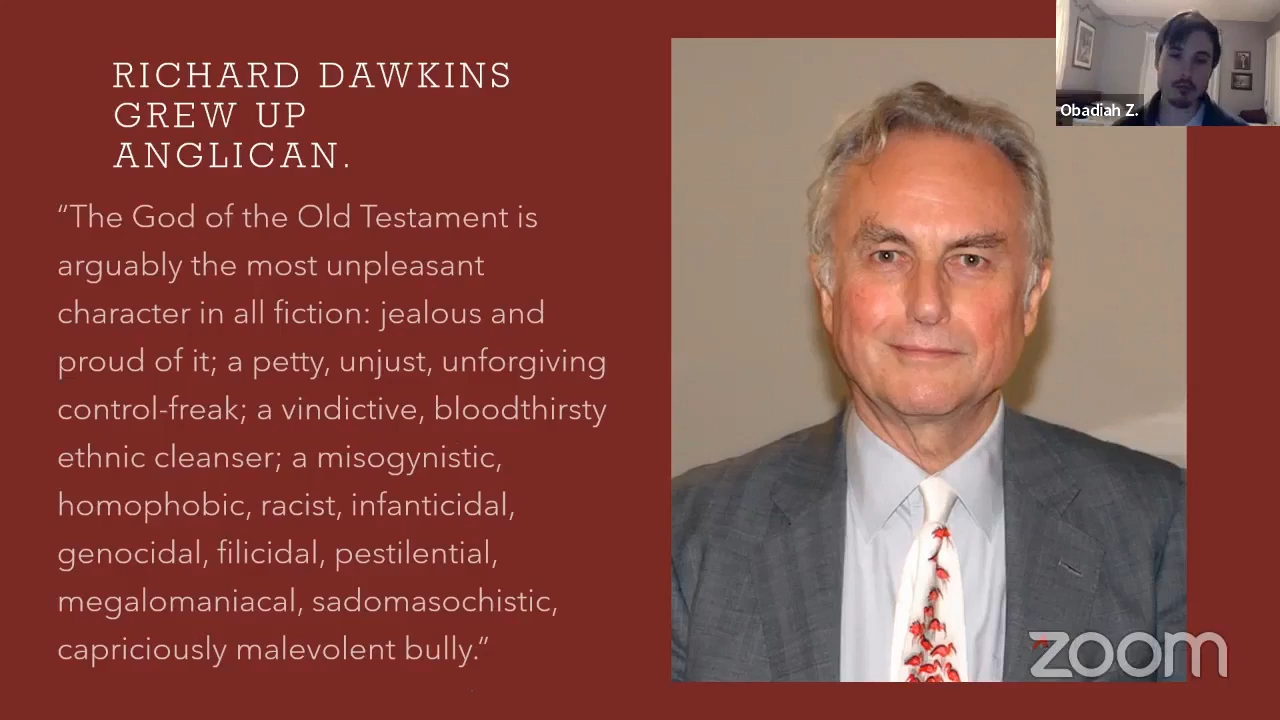 RICHARD DAWKINS
GREW UP
ANGLICAN.
“The God of the Old Testament is
arguably the most unpleasant
character in all fiction: jealous and
proud of it; a petty, unjust, unforgiving
control-freak; a vindictive, bloodthirsty
ethnic cleanser; a misogynistic,
homophobic, racist, infanticidal,
genocidal, filicidal, pestilential,
megalomaniacal, sadomasochistic,
capriciously malevolent bully.”
Obadiah Z.
zoom